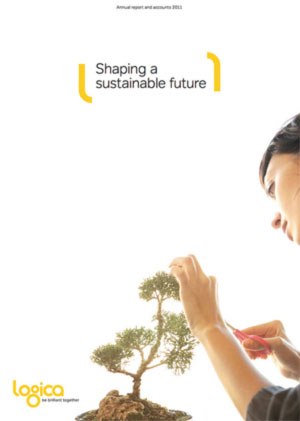 Annual report and accounts 2011
Shaping a
sustainable future
logica
be brilliant together